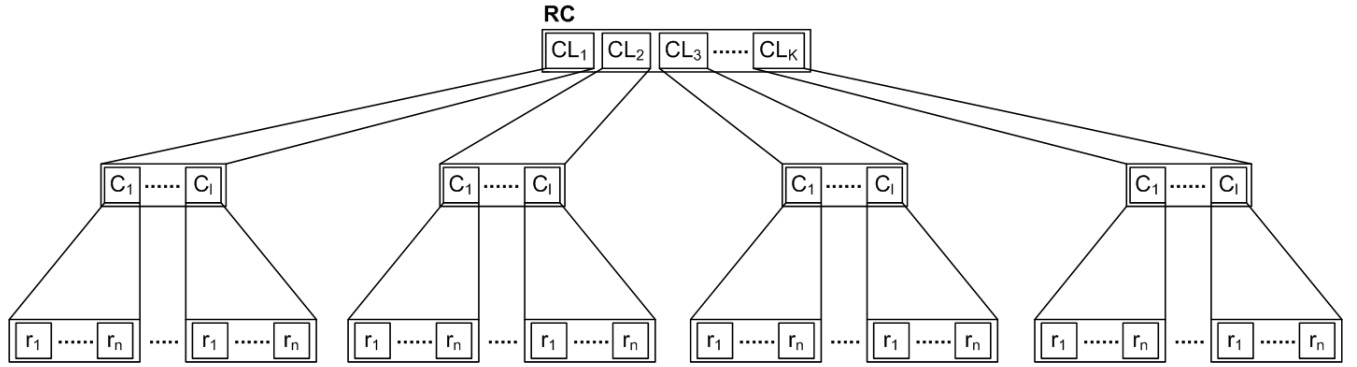 RC
CL₁ CL₂ CL₃ ...... CLK
C₁ ...... Cl C₁ ...... Cl C₁ ...... Cl C₁ ...... Cl
r₁ ...... rₙ ..... r₁ ...... rₙ r₁ ...... rₙ ..... r₁ ...... rₙ r₁ ...... rₙ ..... r₁ ...... rₙ r₁ ...... rₙ ..... r₁ ...... rₙ